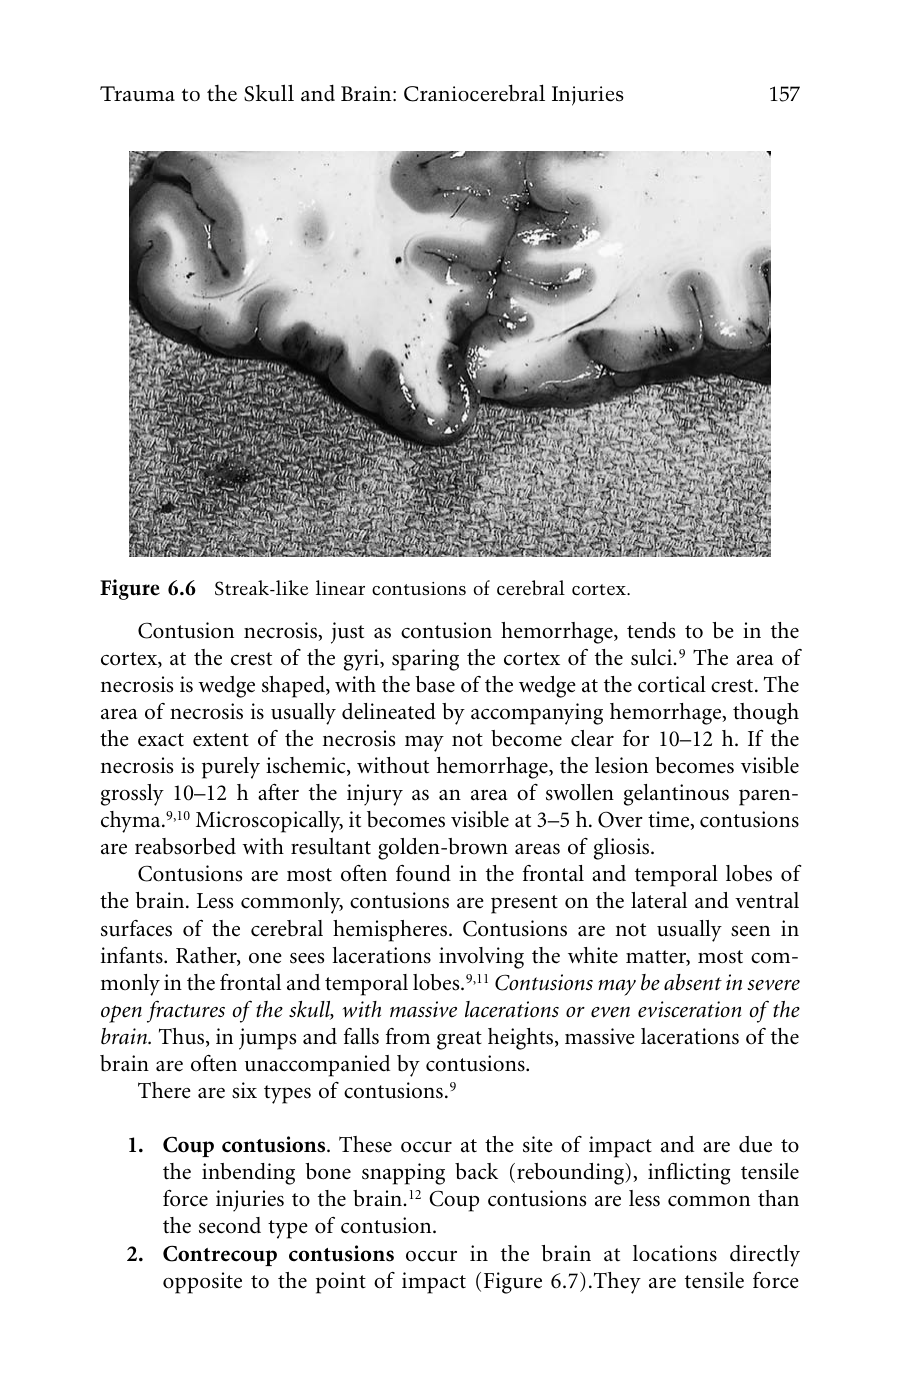 Trauma to the Skull and Brain: Craniocerebral Injuries 157
Figure 6.6 Streak-like linear contusions of cerebral cortex.
Contusion necrosis, just as contusion hemorrhage, tends to be in the
cortex, at the crest of the gyri, sparing the cortex of the sulci.⁹ The area of
necrosis is wedge shaped, with the base of the wedge at the cortical crest. The
area of necrosis is usually delineated by accompanying hemorrhage, though
the exact extent of the necrosis may not become clear for 10–12 h. If the
necrosis is purely ischemic, without hemorrhage, the lesion becomes visible
grossly 10–12 h after the injury as an area of swollen gelantinous paren-
chyma.⁹,¹⁰ Microscopically, it becomes visible at 3–5 h. Over time, contusions
are reabsorbed with resultant golden-brown areas of gliosis.
Contusions are most often found in the frontal and temporal lobes of
the brain. Less commonly, contusions are present on the lateral and ventral
surfaces of the cerebral hemispheres. Contusions are not usually seen in
infants. Rather, one sees lacerations involving the white matter, most com-
monly in the frontal and temporal lobes.⁹,¹¹ Contusions may be absent in severe
open fractures of the skull, with massive lacerations or even evisceration of the
brain. Thus, in jumps and falls from great heights, massive lacerations of the
brain are often unaccompanied by contusions.
There are six types of contusions.⁹
1. Coup contusions. These occur at the site of impact and are due to
the inbending bone snapping back (rebounding), inflicting tensile
force injuries to the brain.¹² Coup contusions are less common than
the second type of contusion.
2. Contrecoup contusions occur in the brain at locations directly
opposite to the point of impact (Figure 6.7).They are tensile force